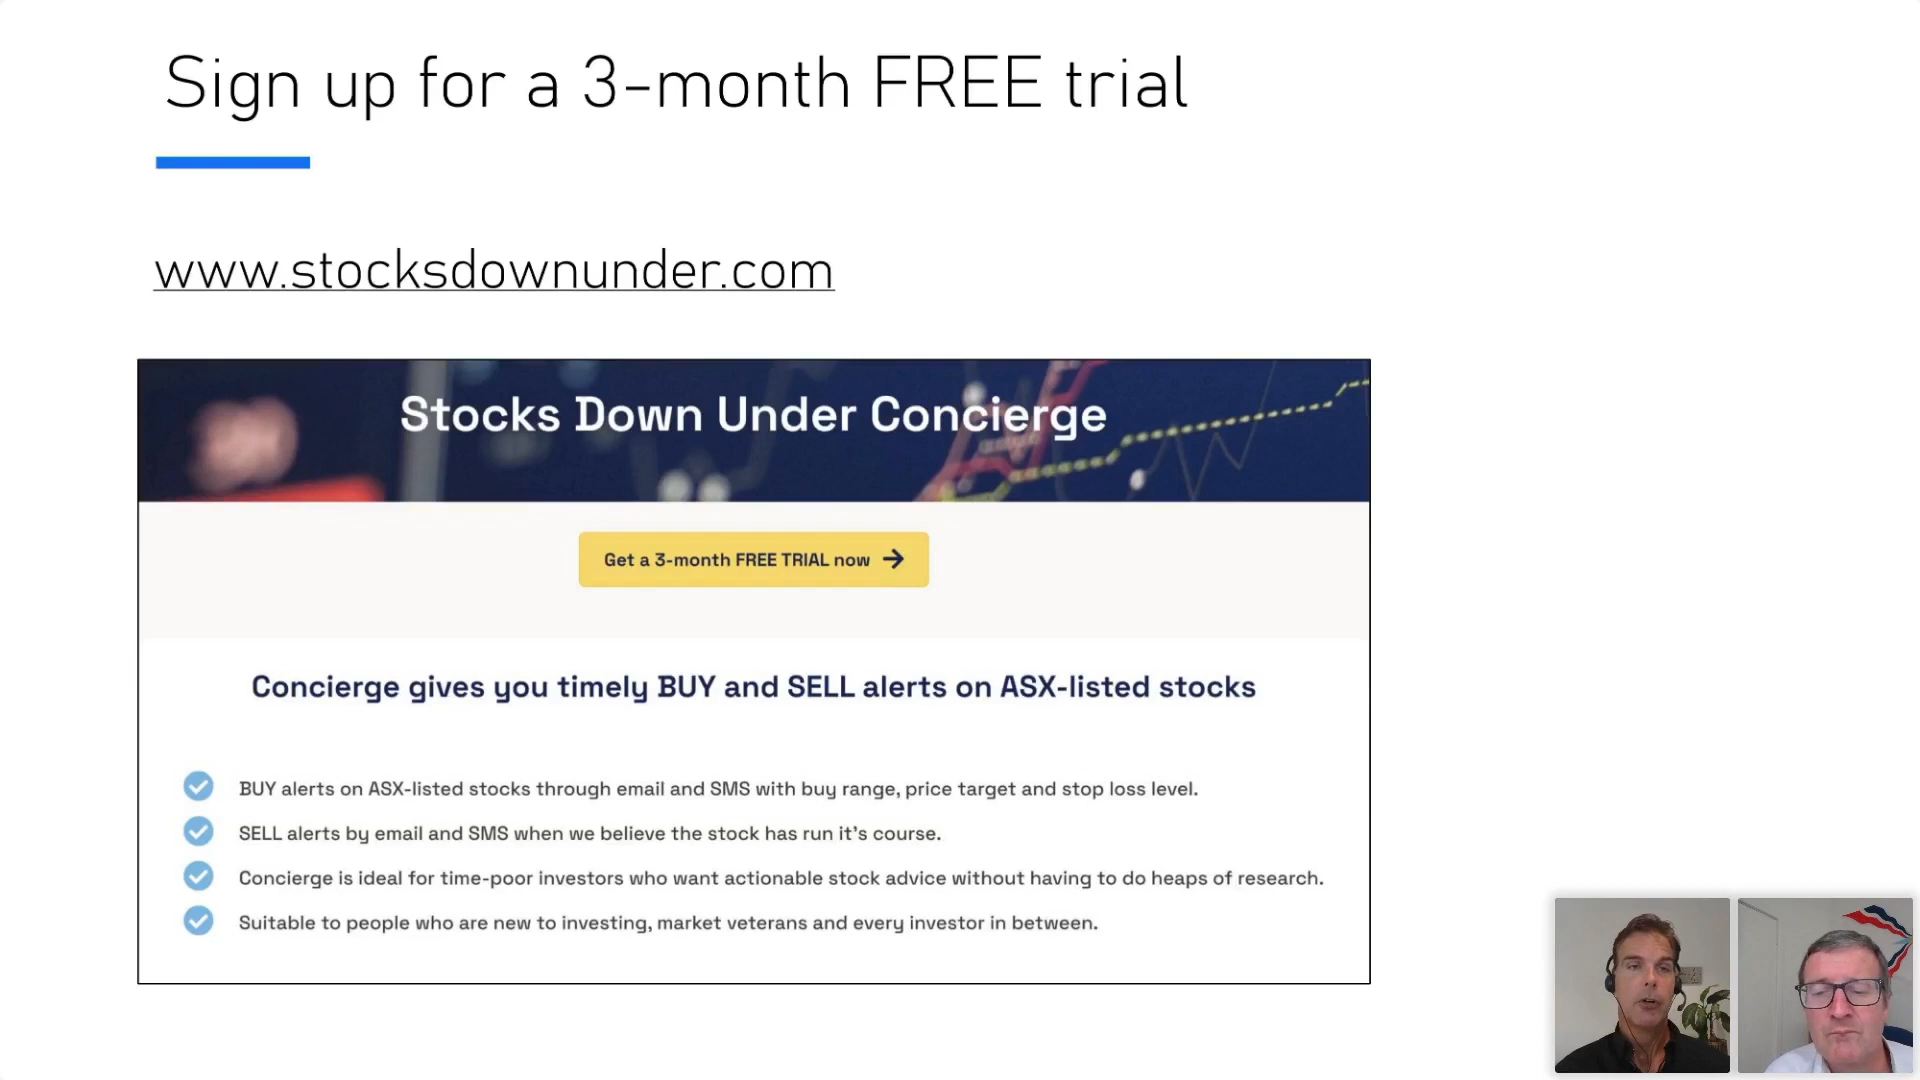 Sign up for a 3-month FREE trial
www.stocksdownunder.com
Stocks Down Under Concierge
Get a 3-month FREE TRIAL now
Concierge gives you timely BUY and SELL alerts on ASX-listed stocks
BUY alerts on ASX-listed stocks through email and SMS with buy range, price target and stop loss level.
SELL alerts by email and SMS when we believe the stock has run it's course.
Concierge is ideal for time-poor investors who want actionable stock advice without having to do heaps of research.
Suitable to people who are new to investing, market veterans and every investor in between.